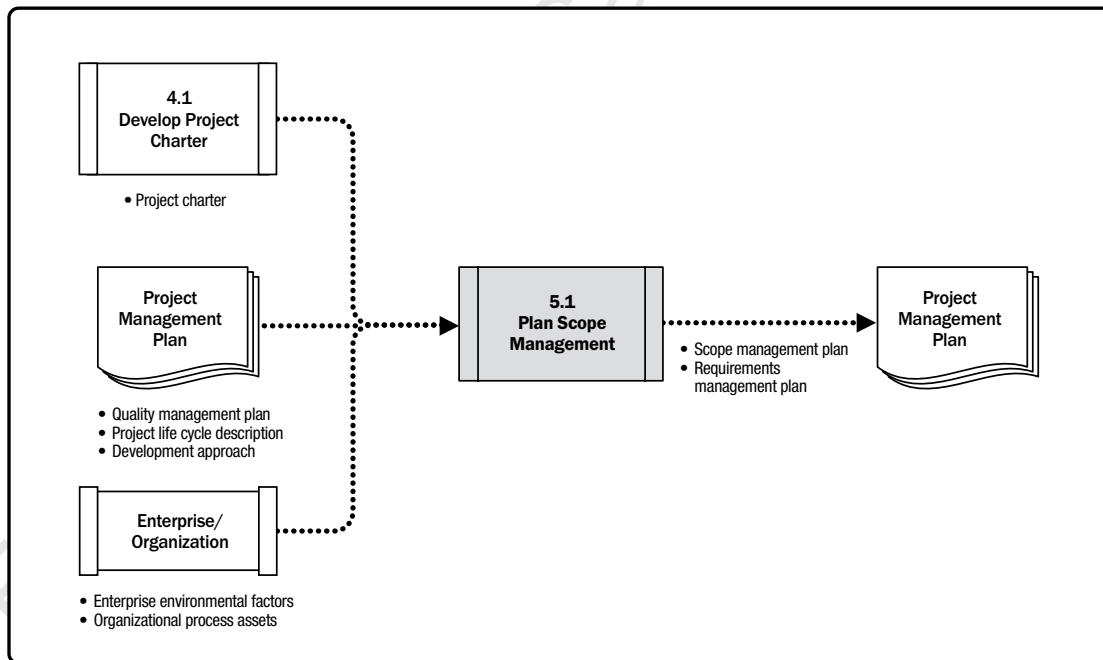 4.1
Develop Project
Charter
• Project charter
Project
Management
Plan
• Quality management plan
• Project life cycle description
• Development approach
Enterprise/
Organization
• Enterprise environmental factors
• Organizational process assets
5.1
Plan Scope
Management
• Scope management plan
• Requirements
management plan
Project
Management
Plan